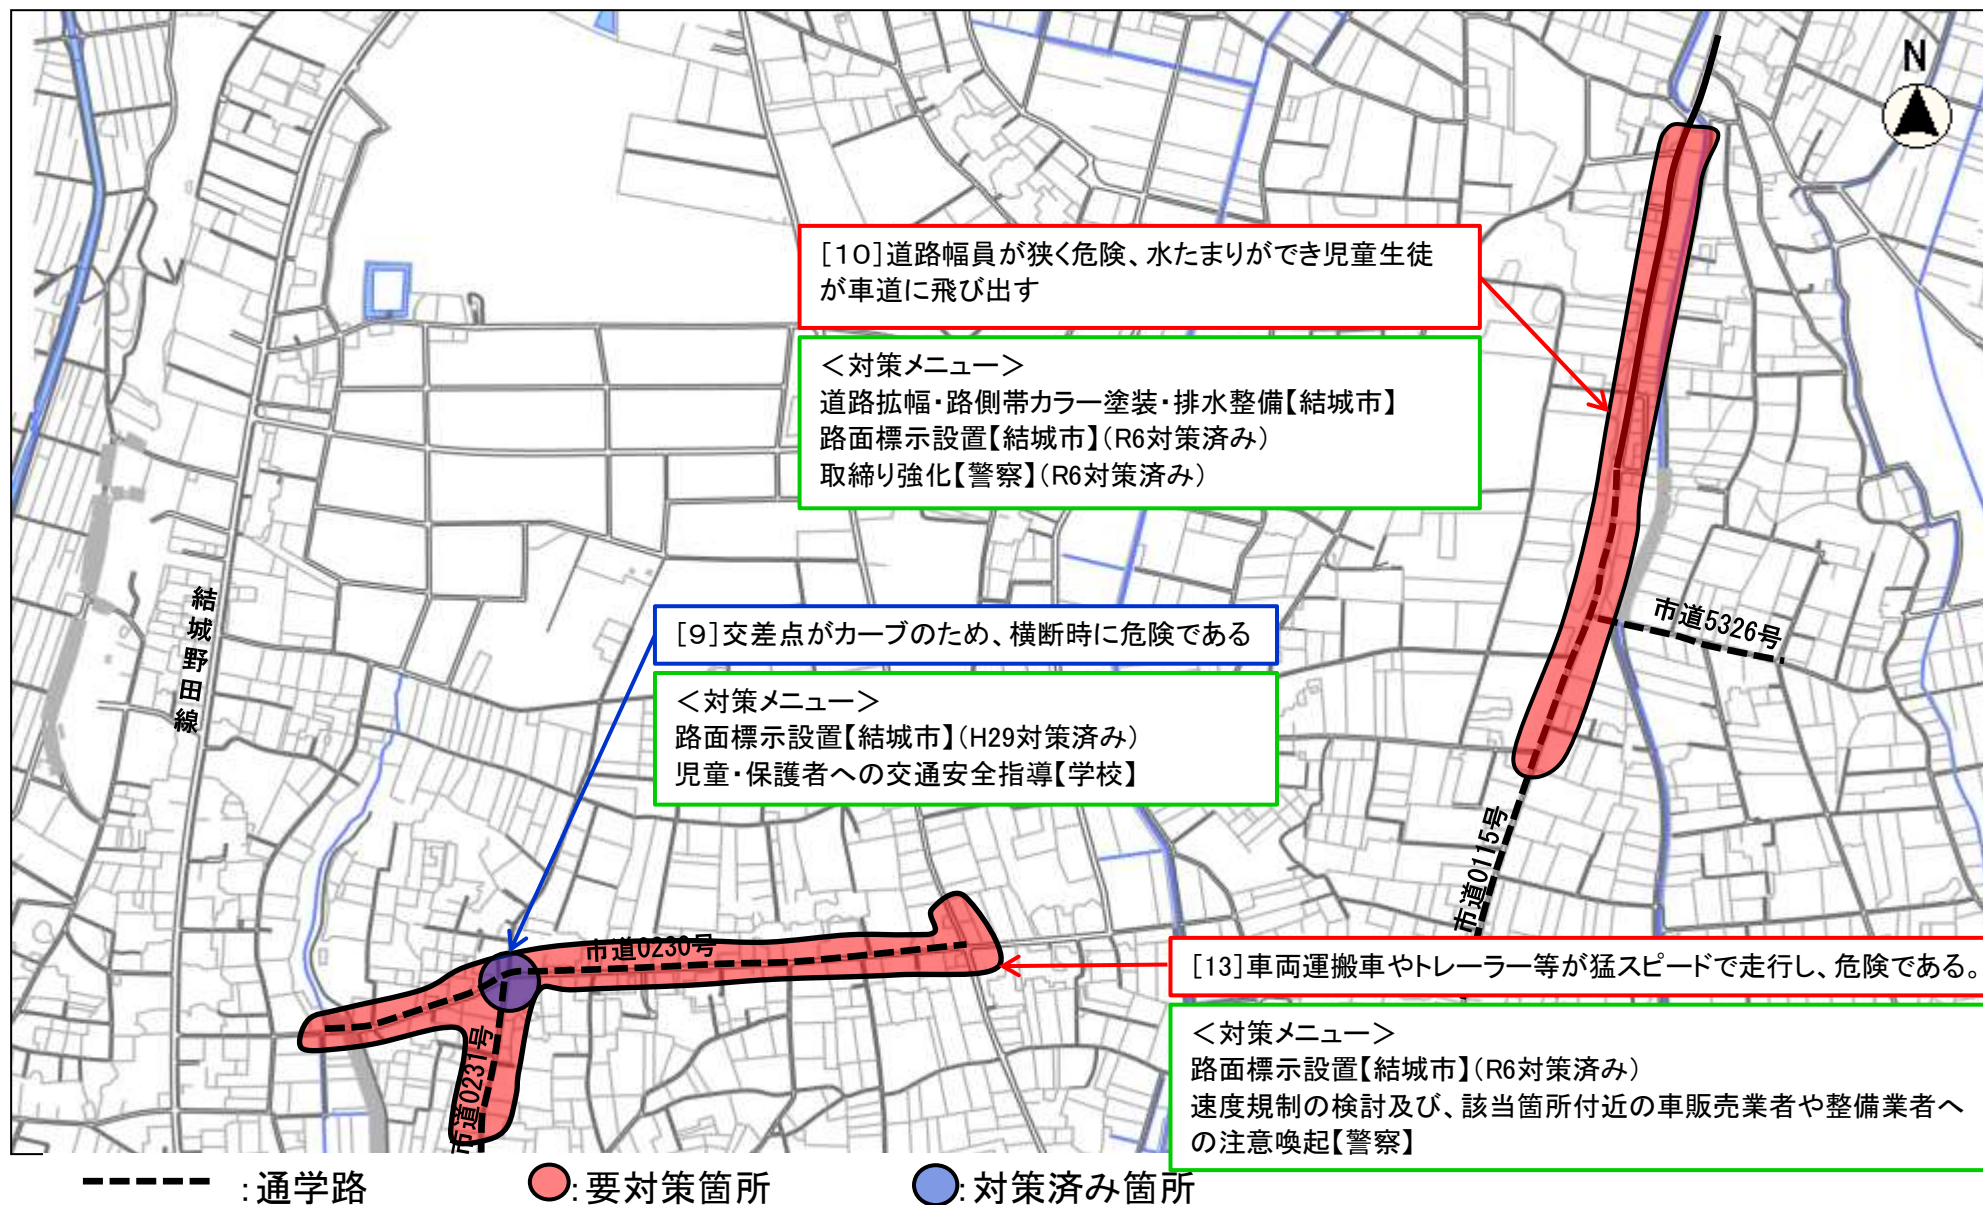 N
[10]道路幅員が狭く危険、水たまりができ児童生徒
が車道に飛び出す
＜対策メニュー＞
道路拡幅・路側帯カラー塗装・排水整備【結城市】
路面標示設置【結城市】(R6対策済み)
取締り強化【警察】(R6対策済み)
結城野田線
[9]交差点がカーブのため、横断時に危険である
＜対策メニュー＞
路面標示設置【結城市】(H29対策済み)
児童・保護者への交通安全指導【学校】
市道5326号
市道0115号
市道0230号
市道0231号
[13]車両運搬車やトレーラー等が猛スピードで走行し、危険である。
＜対策メニュー＞
路面標示設置【結城市】(R6対策済み)
速度規制の検討及び、該当箇所付近の車販売業者や整備業者へ
の注意喚起【警察】
:通学路
:要対策箇所
:対策済み箇所